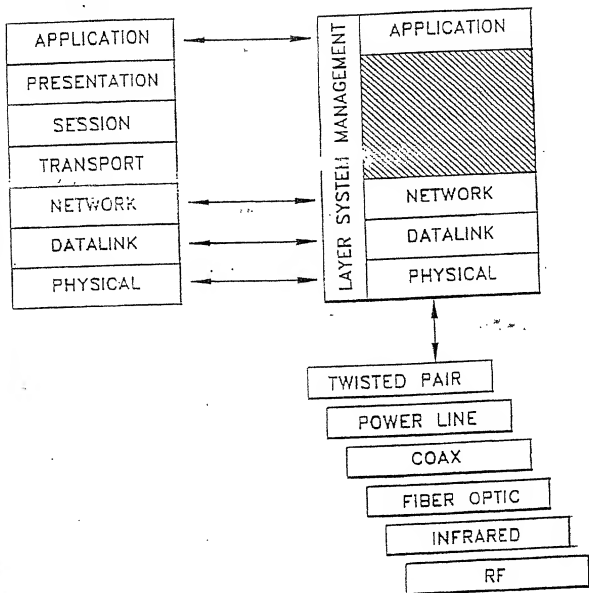 APPLICATION
PRESENTATION
SESSION
TRANSPORT
NETWORK
DATALINK
PHYSICAL
LAYER SYSTEM MANAGEMENT
APPLICATION
NETWORK
DATALINK
PHYSICAL
TWISTED PAIR
POWER LINE
COAX
FIBER OPTIC
INFRARED
RF